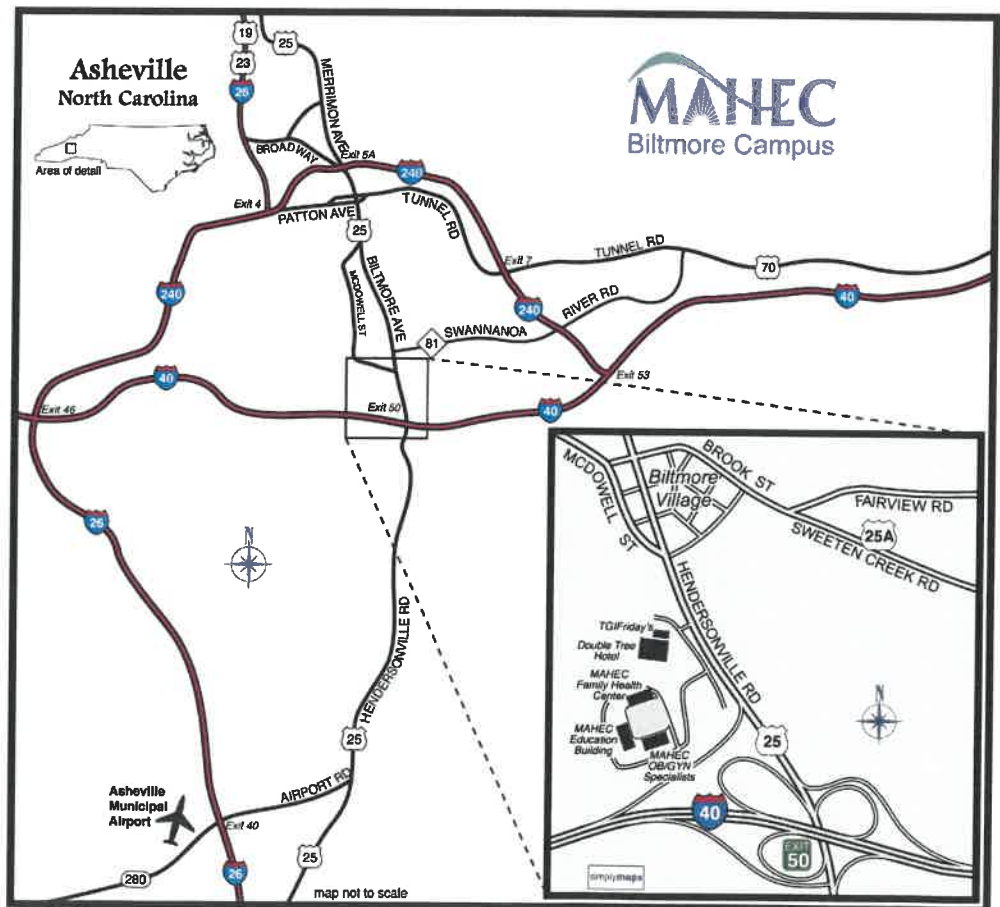 Asheville
North Carolina
Area of detail
MAHEC
Biltmore Campus
19
23
26
25
MERRIMON AVE
BROADWAY
Exit 5A
240
Exit 4
PATTON AVE
TUNNEL RD
25
Exit 7
TUNNEL RD
70
BILTMORE AVE
MCDOWELL ST
240
240
RIVER RD
SWANNANOA
81
40
40
Exit 46
Exit 50
40
Exit 53
26
HENDERSONVILLE RD
25
AIRPORT RD
Asheville
Municipal
Airport
Exit 40
280
26
25
map not to scale
MCDOWELL ST
BROOK ST
Biltmore
Village
FAIRVIEW RD
25A
SWEETEN CREEK RD
HENDERSONVILLE RD
TGIFriday's
Double Tree
Hotel
MAHEC
Family Health
Center
MAHEC
Education
Building
MAHEC
OB/GYN
Specialists
N
N
25
40
EXIT
50
simplymaps